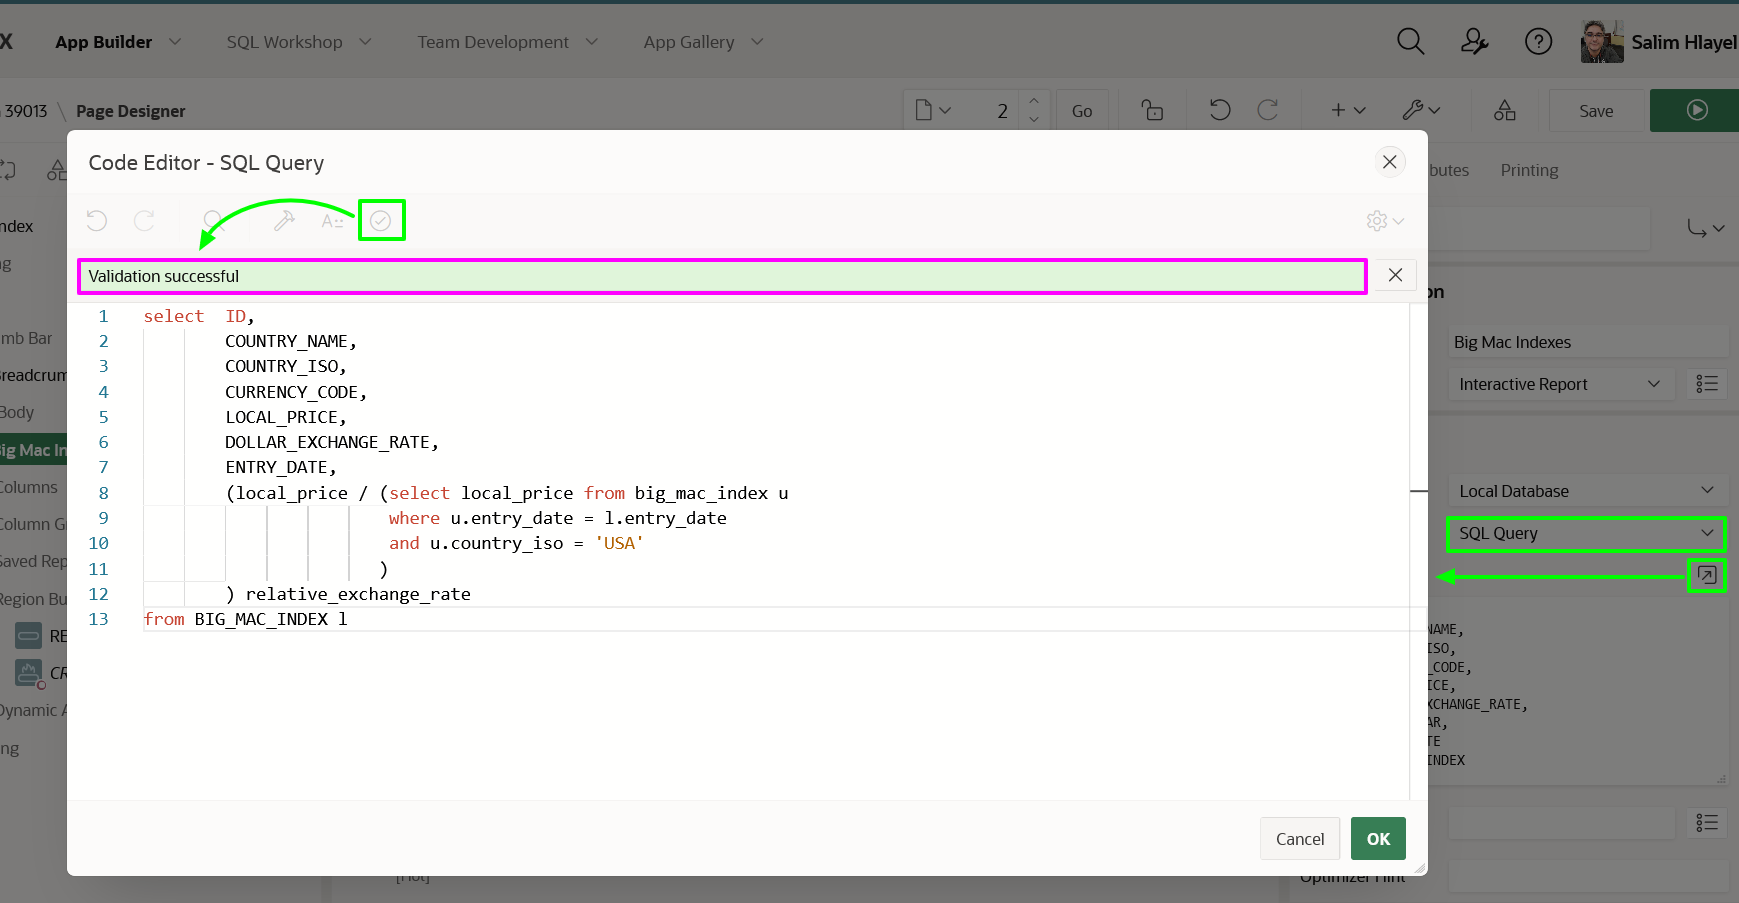 X App Builder SQL Workshop Team Development App Gallery Salim Hlayel
39013 \ Page Designer 2 Go Save
Code Editor - SQL Query
butes Printing
ndex
ng
Validation successful
on
1 select  ID,
2 COUNTRY_NAME,
3 COUNTRY_ISO,
4 CURRENCY_CODE,
5 LOCAL_PRICE,
6 DOLLAR_EXCHANGE_RATE,
7 ENTRY_DATE,
8 (local_price / (select local_price from big_mac_index u
9 where u.entry_date = l.entry_date
10 and u.country_iso = 'USA'
11 )
12 ) relative_exchange_rate
13 from BIG_MAC_INDEX l
mb Bar
readcrum
Body
ig Mac In
Columns
Column G
Saved Rep
Region Bu
RE
CR
Dynamic A
ng
Big Mac Indexes
Interactive Report
Local Database
SQL Query
NAME,
ISO,
_CODE,
ICE,
XCHANGE_RATE,
AR,
TE
INDEX
Cancel OK
[Hot]
Optimizer Hint